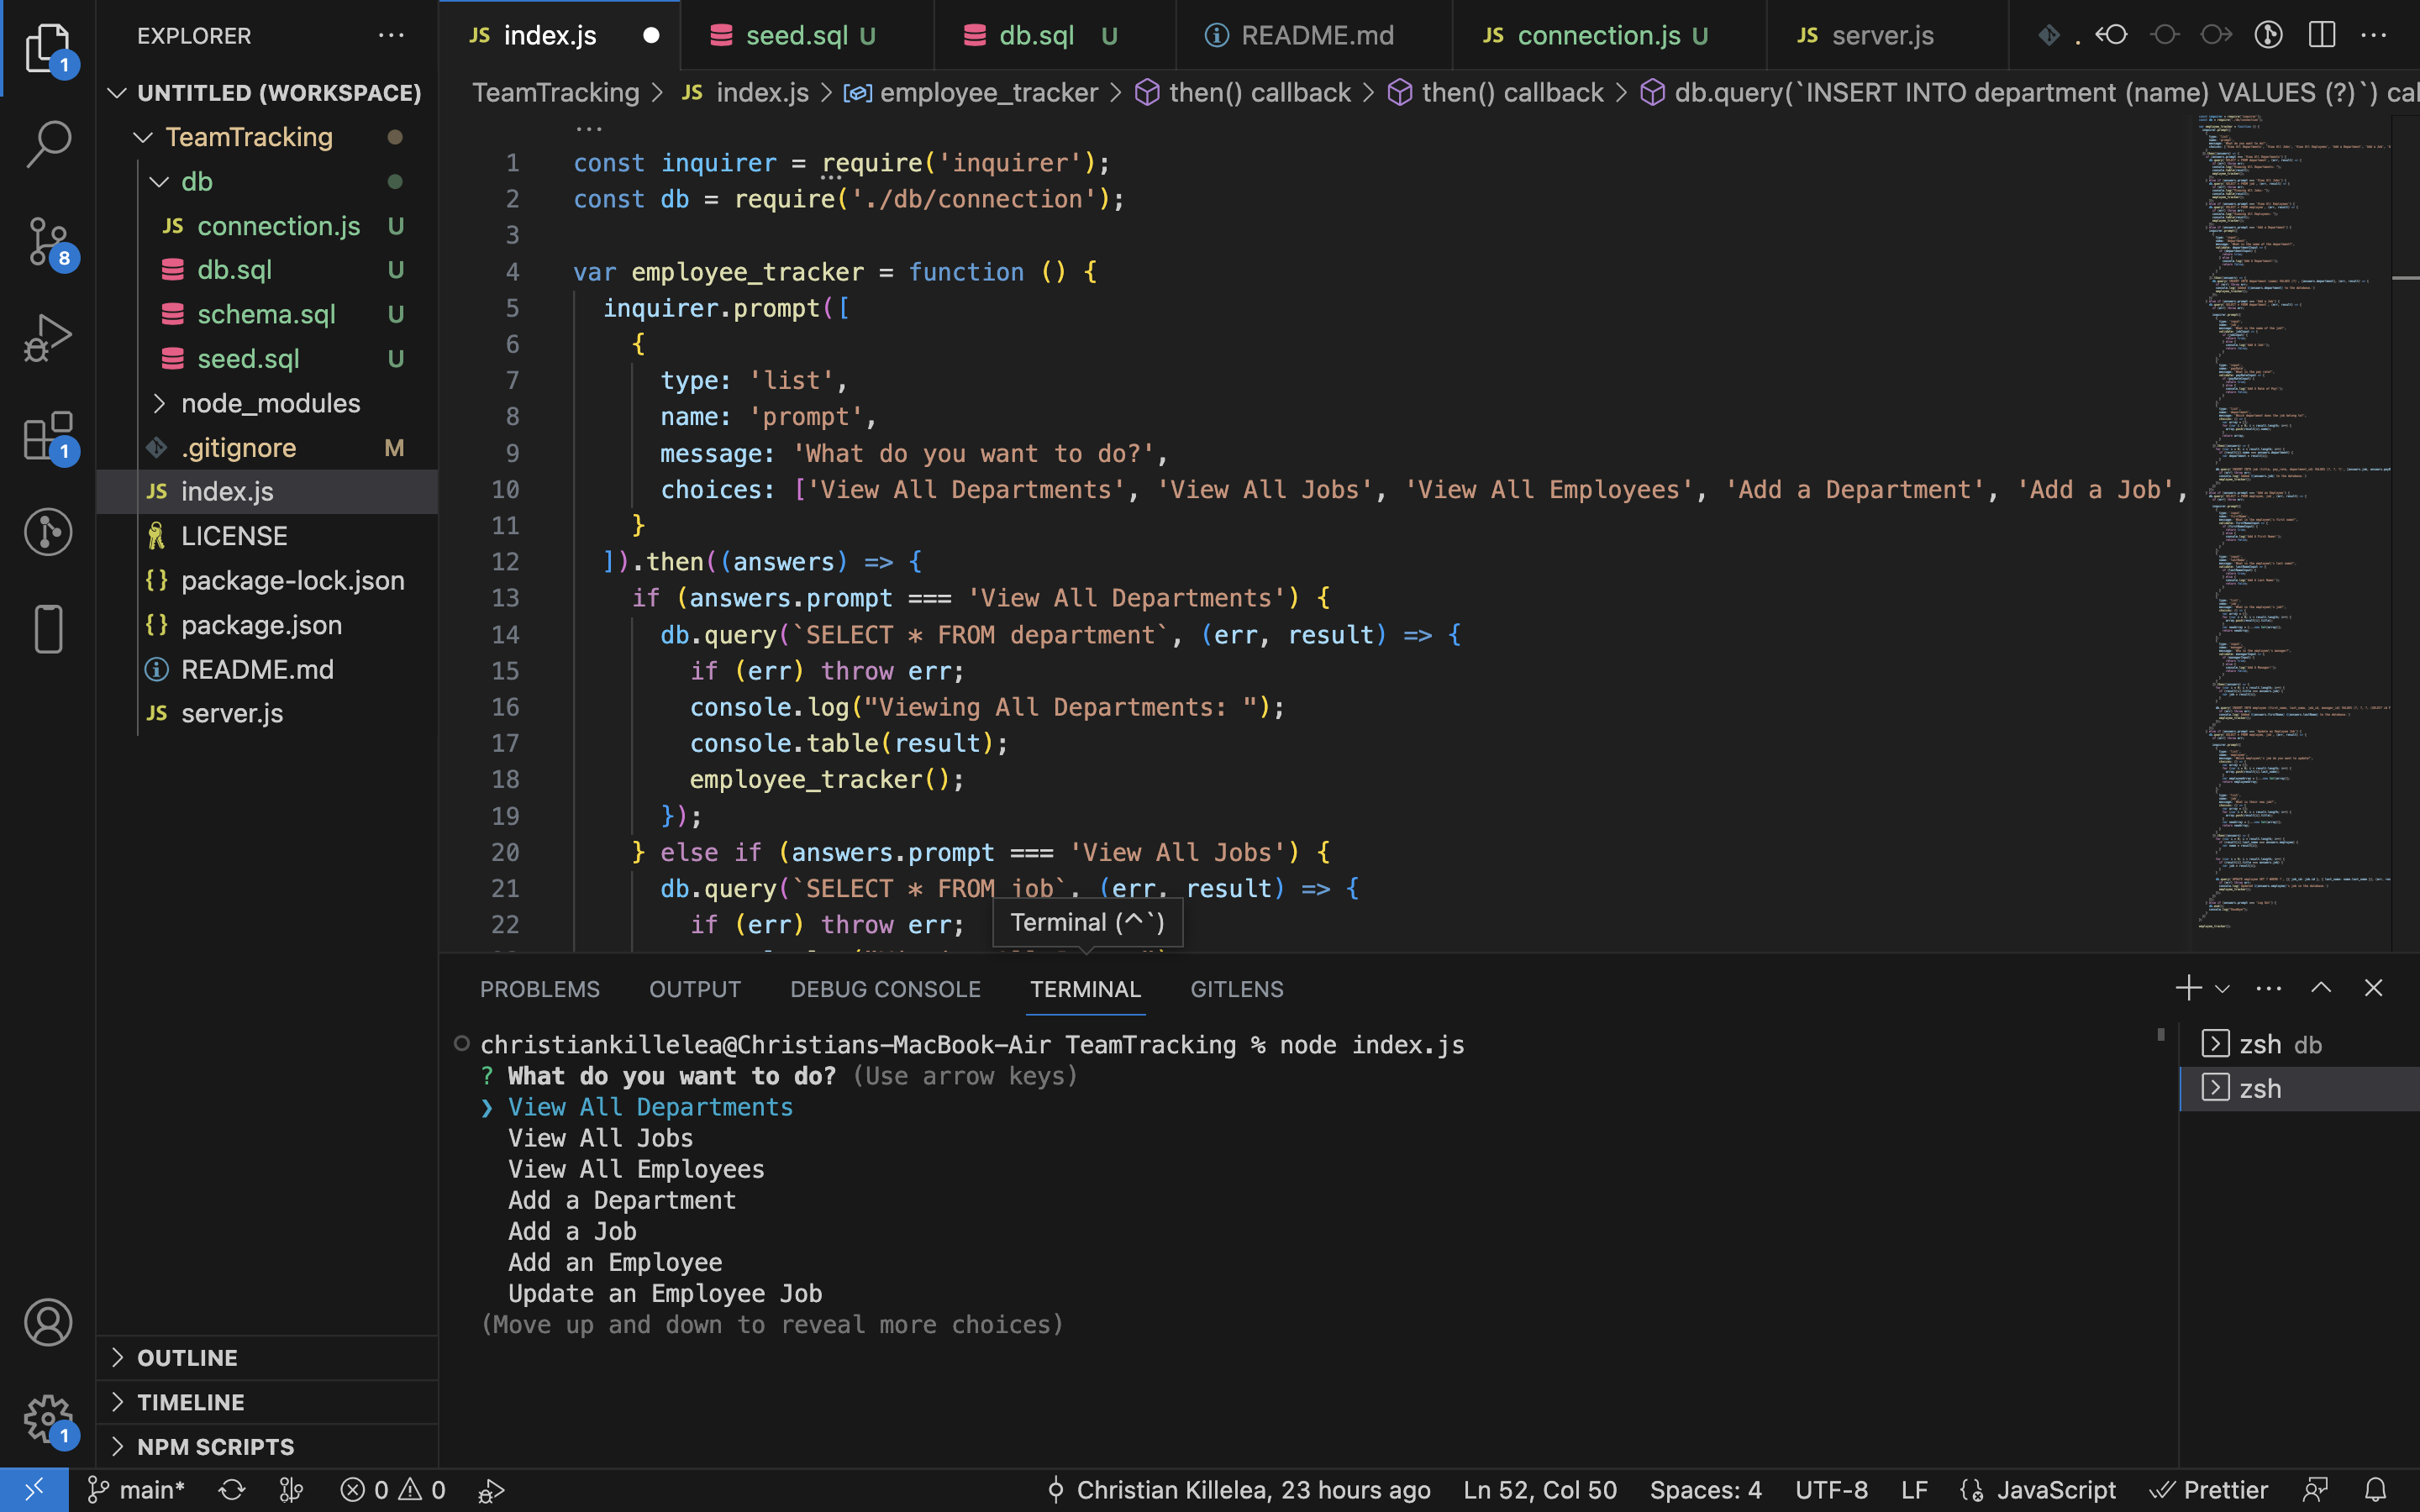 EXPLORER
UNTITLED (WORKSPACE)
TeamTracking
db
connection.js U
db.sql U
schema.sql U
seed.sql U
node_modules
.gitignore M
JS index.js
LICENSE
package-lock.json
package.json
README.md
JS server.js
OUTLINE
TIMELINE
NPM SCRIPTS
1
8
1
1
JS index.js
seed.sql U
db.sql U
README.md
JS connection.js U
JS server.js
TeamTracking > JS index.js > employee_tracker > then() callback > then() callback > db.query(`INSERT INTO department (name) VALUES (?)`)
1 const inquirer = require('inquirer');
2 const db = require('./db/connection');
3
4 var employee_tracker = function () {
5 inquirer.prompt([
6 {
7 type: 'list',
8 name: 'prompt',
9 message: 'What do you want to do?',
10 choices: ['View All Departments', 'View All Jobs', 'View All Employees', 'Add a Department', 'Add a Job',
11 }
12 ]).then((answers) => {
13 if (answers.prompt === 'View All Departments') {
14 db.query(`SELECT * FROM department`, (err, result) => {
15 if (err) throw err;
16 console.log("Viewing All Departments: ");
17 console.table(result);
18 employee_tracker();
19 });
20 } else if (answers.prompt === 'View All Jobs') {
21 db.query(`SELECT * FROM job`, (err, result) => {
22 if (err) throw err;
Terminal (^`)
PROBLEMS OUTPUT DEBUG CONSOLE TERMINAL GITLENS
christiankillelea@Christians-MacBook-Air TeamTracking % node index.js
? What do you want to do? (Use arrow keys)
❯ View All Departments
View All Jobs
View All Employees
Add a Department
Add a Job
Add an Employee
Update an Employee Job
(Move up and down to reveal more choices)
zsh db
zsh
main* 0 0 Christian Killelea, 23 hours ago Ln 52, Col 50 Spaces: 4 UTF-8 LF JavaScript Prettier